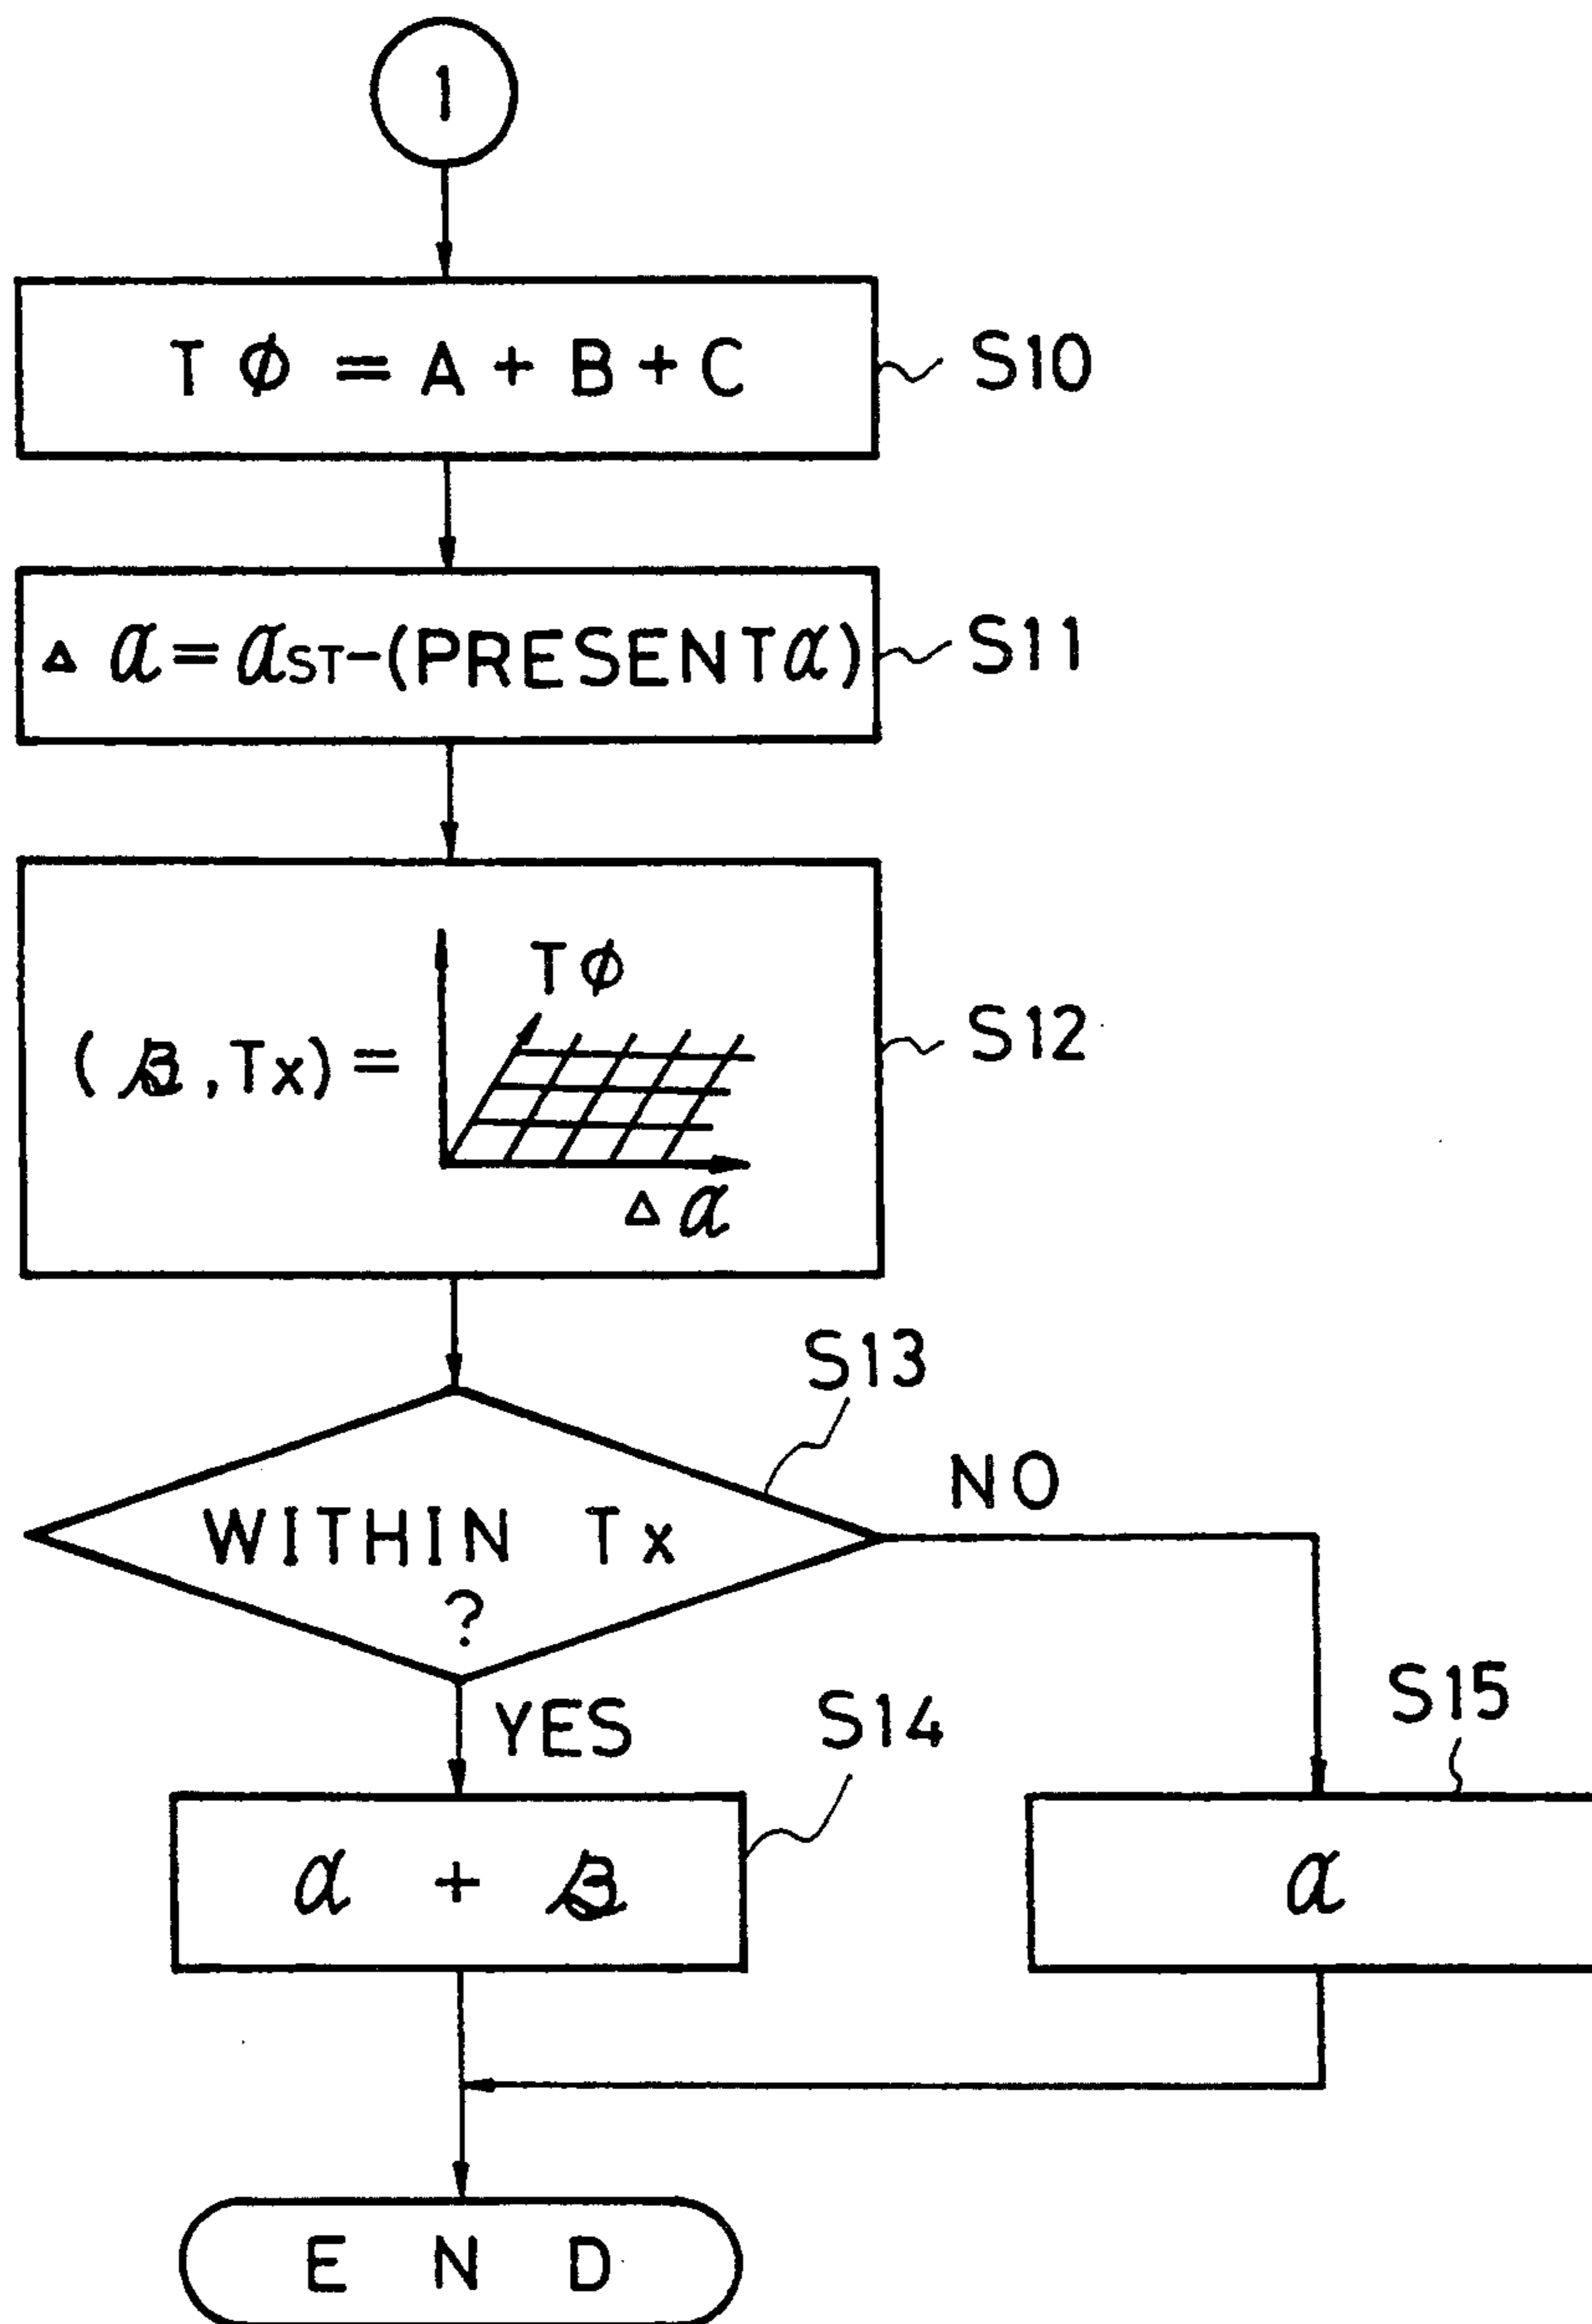 1
Tφ = A + B + C
S10
Δα = αST-(PRESENTα)
S11
Tφ
(β,Tx) =
S12
Δα
S13
NO
WITHIN Tx
?
S15
YES
S14
α + β
α
END